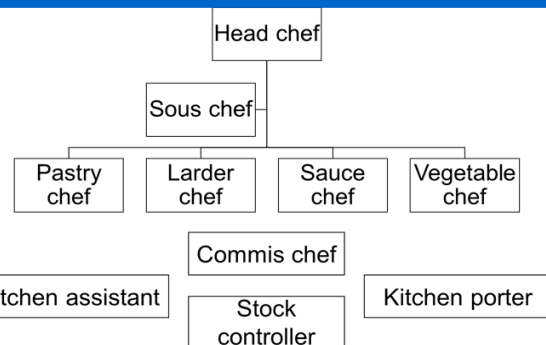 Head chef
Sous chef
Pastry
chef
Larder
chef
Sauce
chef
Vegetable
chef
Commis chef
tchen assistant
Kitchen porter
Stock
controller